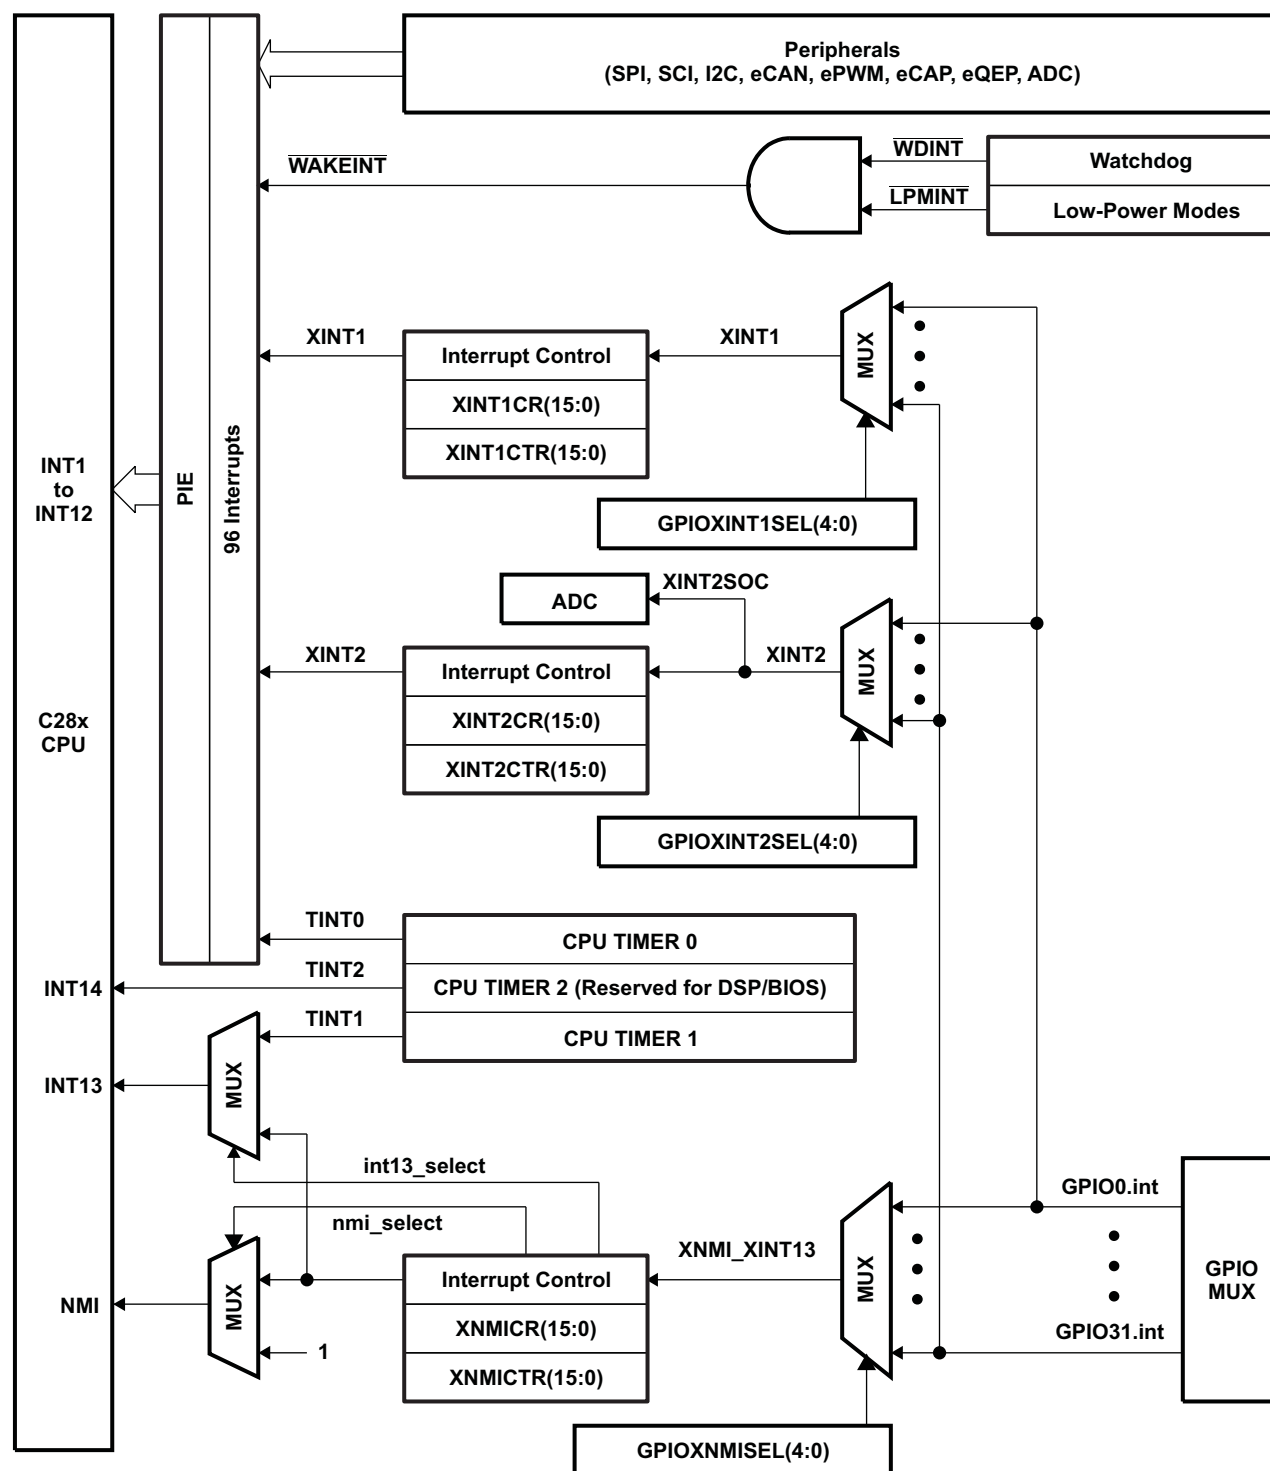 Peripherals
(SPI, SCI, I2C, eCAN, ePWM, eCAP, eQEP, ADC)
WAKEINT
WDINT
Watchdog
LPMINT
Low-Power Modes
XINT1
Interrupt Control
XINT1
MUX
XINT1CR(15:0)
XINT1CTR(15:0)
INT1
to
INT12
PIE
96 Interrupts
GPIOXINT1SEL(4:0)
ADC
XINT2SOC
XINT2
Interrupt Control
XINT2
MUX
C28x
CPU
XINT2CR(15:0)
XINT2CTR(15:0)
GPIOXINT2SEL(4:0)
TINT0
CPU TIMER 0
INT14
TINT2
CPU TIMER 2 (Reserved for DSP/BIOS)
TINT1
CPU TIMER 1
INT13
MUX
int13_select
nmi_select
GPIO0.int
XNMI_XINT13
MUX
GPIO
MUX
Interrupt Control
NMI
MUX
XNMICR(15:0)
GPIO31.int
1
XNMICTR(15:0)
GPIOXNMISEL(4:0)